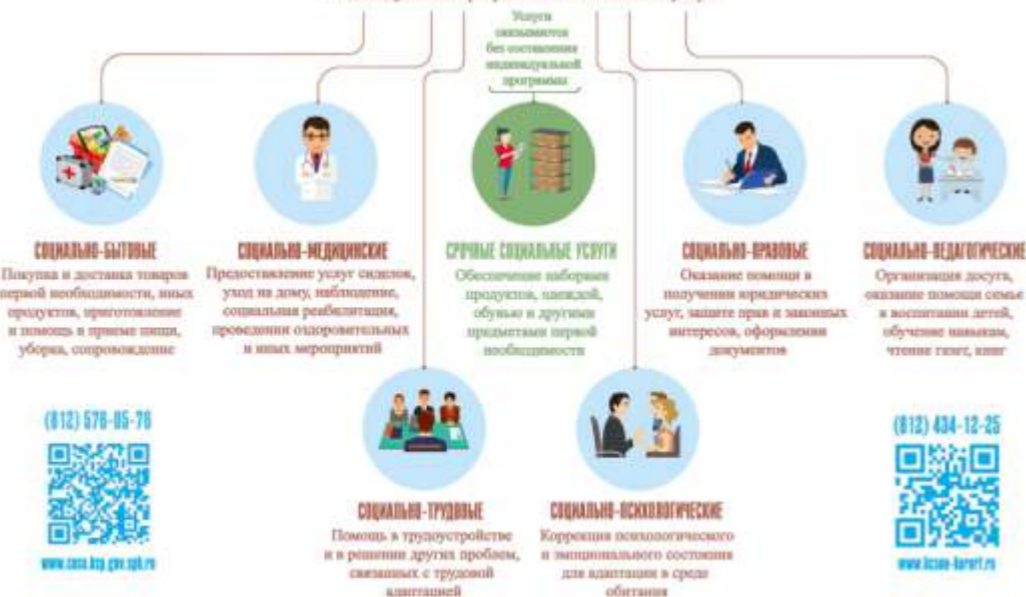 Услуги
оказываются
без составления
индивидуальной
программы
СОЦИАЛЬНО-БЫТОВЫЕ
Покупка и доставка товаров
первой необходимости, иных
продуктов, приготовление
и помощь в приеме пищи,
уборка, сопровождение
СОЦИАЛЬНО-МЕДИЦИНСКИЕ
Предоставление услуг сиделок,
уход на дому, наблюдение,
социальная реабилитация,
проведении оздоровительных
и иных мероприятий
СРОЧНЫЕ СОЦИАЛЬНЫЕ УСЛУГИ
Обеспечение наборами
продуктов, одеждой,
обувью и другими
предметами первой
необходимости
СОЦИАЛЬНО-ПРАВОВЫЕ
Оказание помощи в
получении юридических
услуг, защите прав и законных
интересов, оформлении
документов
СОЦИАЛЬНО-ПЕДАГОГИЧЕСКИЕ
Организация досуга,
оказание помощи семье
в воспитании детей,
обучение навыкам,
чтение газет, книг
СОЦИАЛЬНО-ТРУДОВЫЕ
Помощь в трудоустройстве
и в решении других проблем,
связанных с трудовой
адаптацией
СОЦИАЛЬНО-ПСИХОЛОГИЧЕСКИЕ
Коррекция психологического
и эмоционального состояния
для адаптации в среде
обитания
(812) 576-05-76
(812) 434-12-25